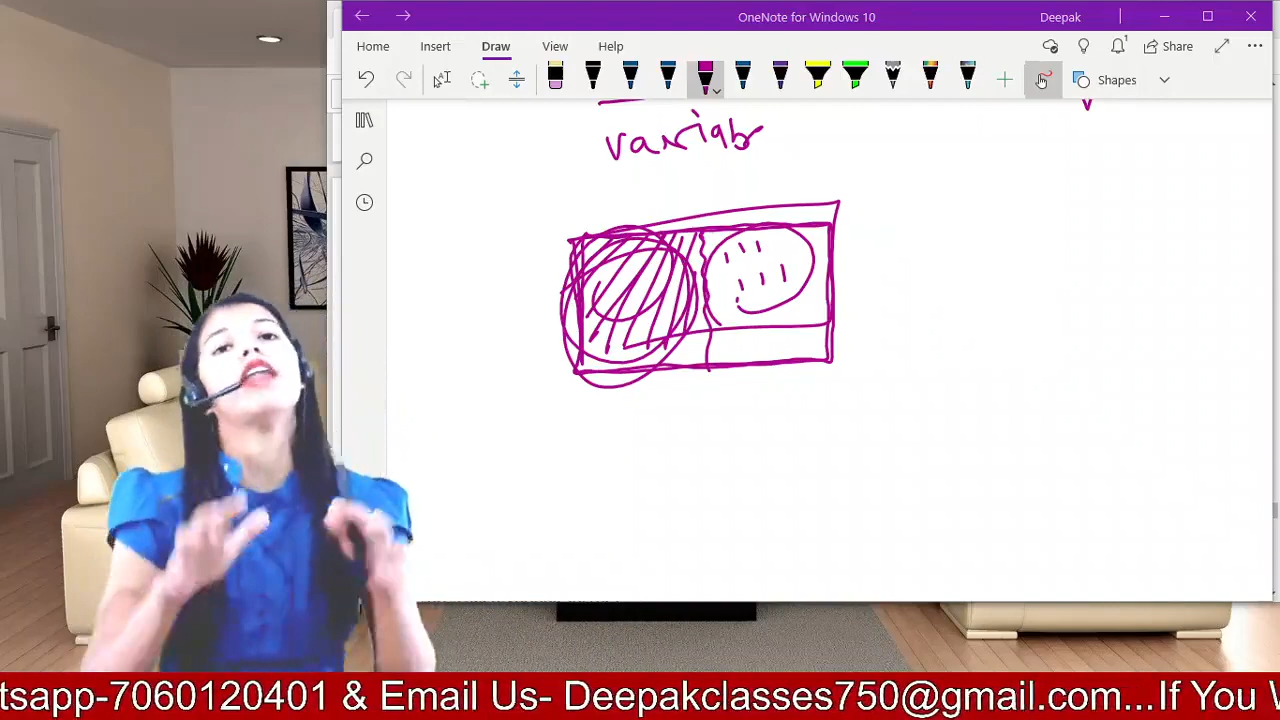 OneNote for Windows 10
Deepak
Home Insert Draw View Help
Share
Shapes
tsapp-7060120401 & Email Us- Deepakclasses750@gmail.com...If You W